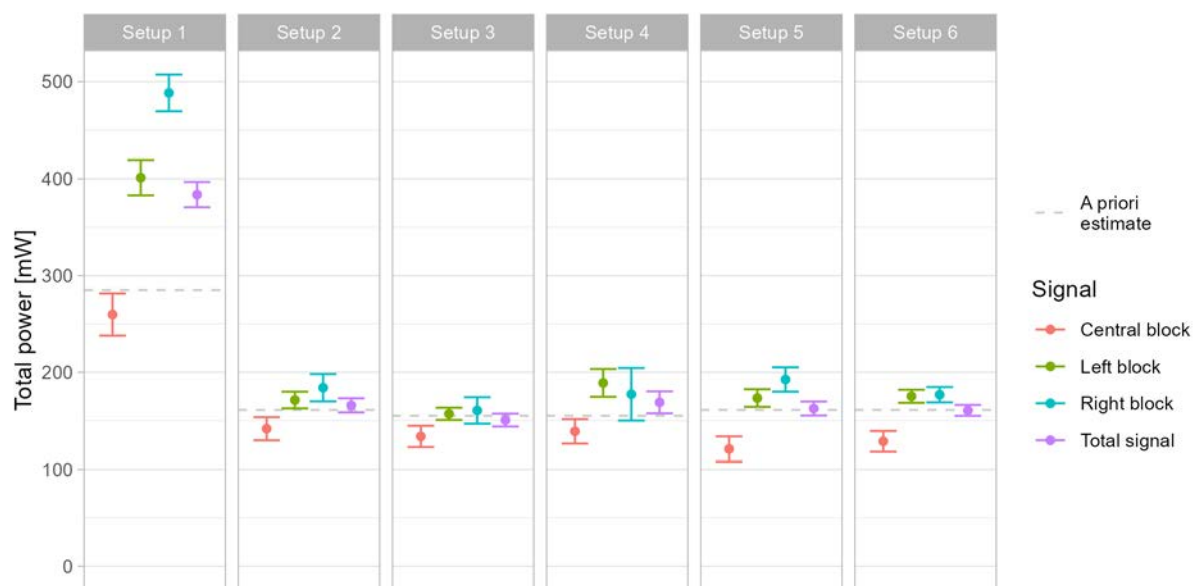 Setup 1
Setup 2
Setup 3
Setup 4
Setup 5
Setup 6
Total power [mW]
500
400
300
200
100
0
A priori
estimate
Signal
Central block
Left block
Right block
Total signal